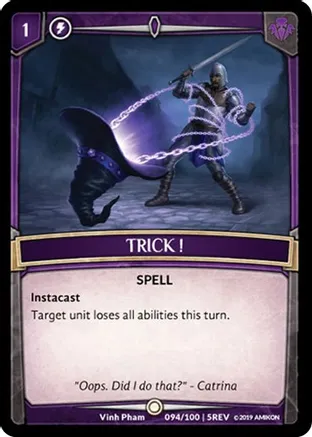 1
TRICK !
SPELL
Instacast
Target unit loses all abilities this turn.
"Oops. Did I do that?" - Catrina
Vinh Pham 094/100 | 5REV ©2019 AMIKON